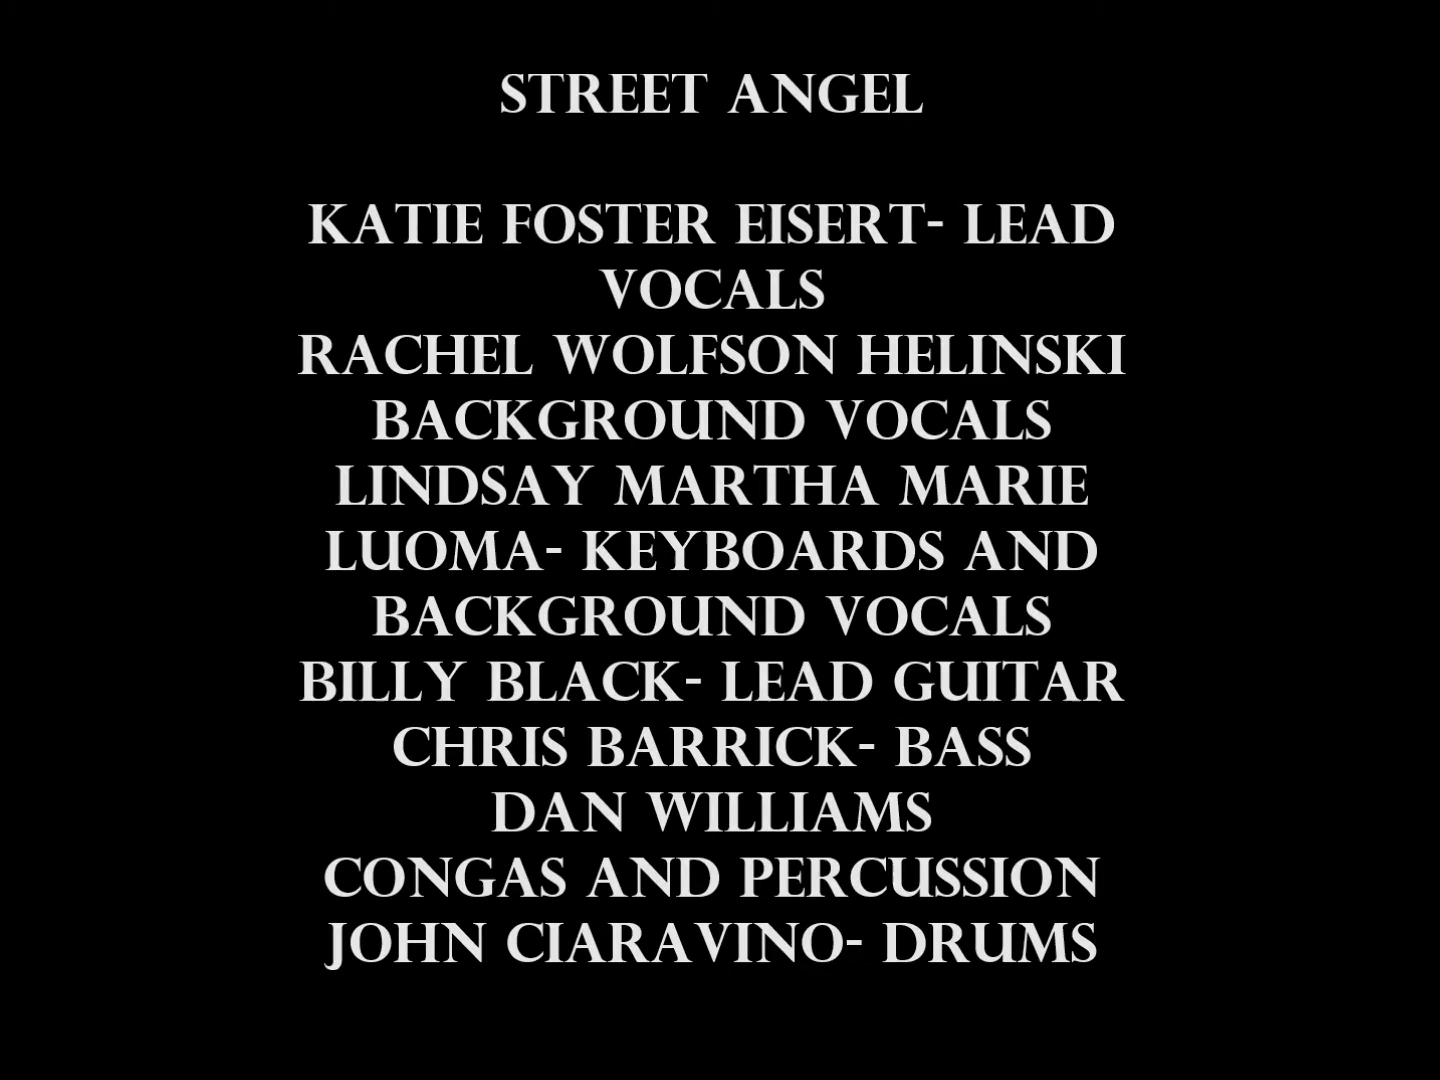 STREET ANGEL
KATIE FOSTER EISERT- LEAD
VOCALS
RACHEL WOLFSON HELINSKI
BACKGROUND VOCALS
LINDSAY MARTHA MARIE
LUOMA- KEYBOARDS AND
BACKGROUND VOCALS
BILLY BLACK- LEAD GUITAR
CHRIS BARRICK- BASS
DAN WILLIAMS
CONGAS AND PERCUSSION
JOHN CIARAVINO- DRUMS